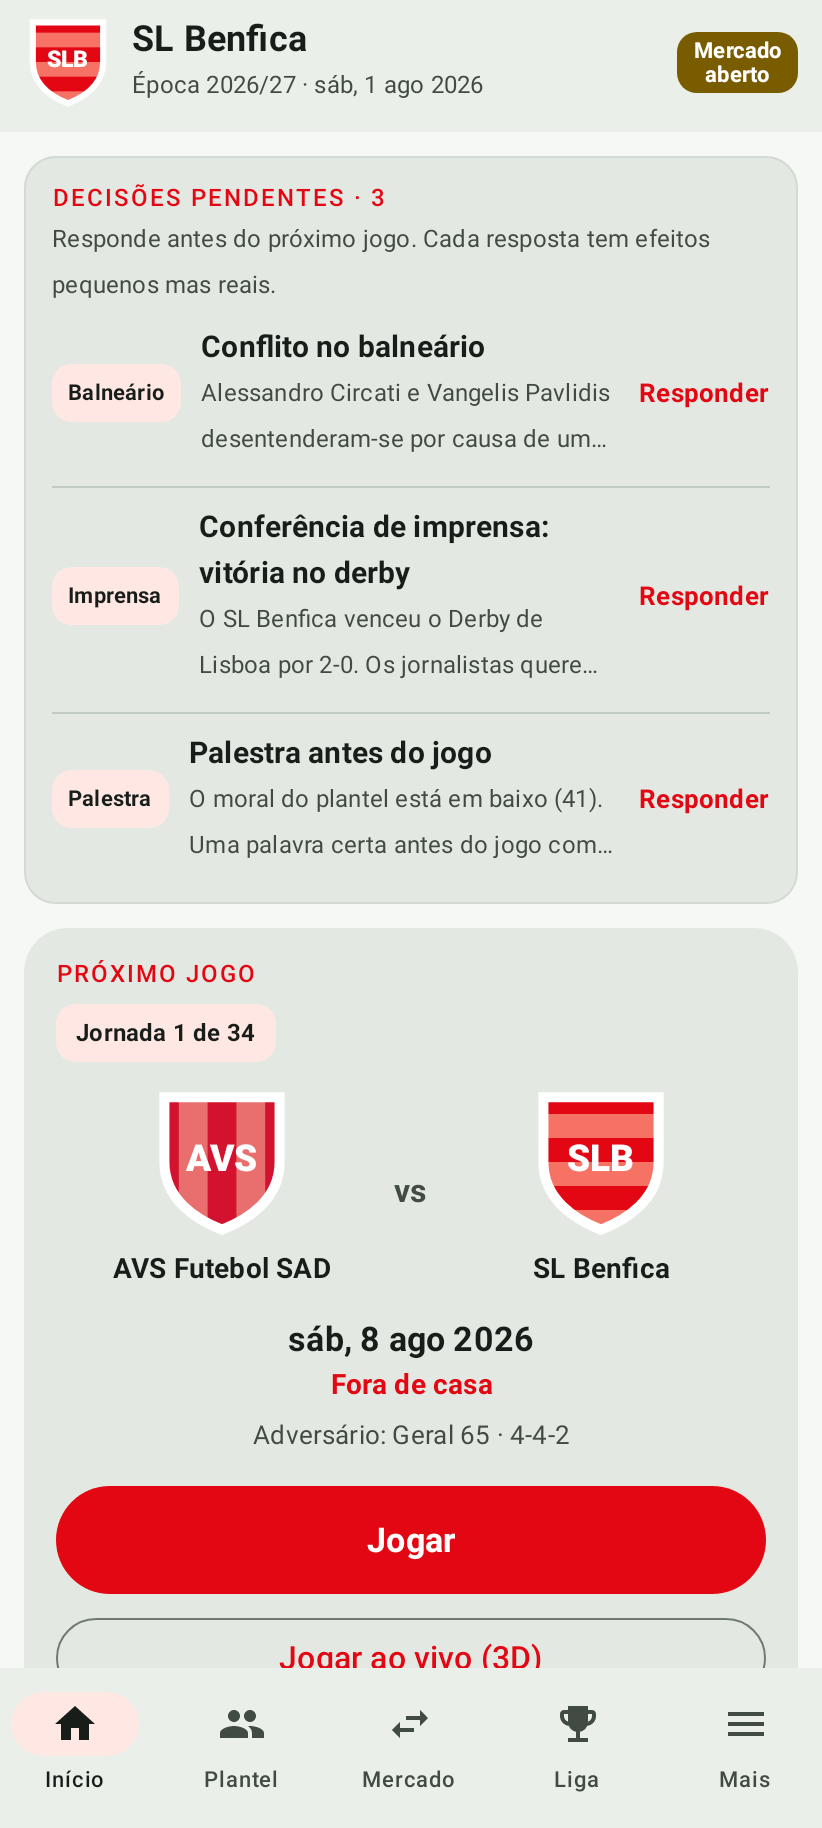 SLB
SL Benfica
Época 2026/27 · sáb, 1 ago 2026
Mercado
aberto
DECISÕES PENDENTES · 3
Responde antes do próximo jogo. Cada resposta tem efeitos
pequenos mas reais.
Balneário
Conflito no balneário
Alessandro Circati e Vangelis Pavlidis
desentenderam-se por causa de um…
Responder
Imprensa
Conferência de imprensa:
vitória no derby
O SL Benfica venceu o Derby de
Lisboa por 2-0. Os jornalistas quere…
Responder
Palestra
Palestra antes do jogo
O moral do plantel está em baixo (41).
Uma palavra certa antes do jogo com…
Responder
PRÓXIMO JOGO
Jornada 1 de 34
AVS
SLB
vs
AVS Futebol SAD
SL Benfica
sáb, 8 ago 2026
Fora de casa
Adversário: Geral 65 · 4-4-2
Jogar
Jogar ao vivo (3D)
Início
Plantel
Mercado
Liga
Mais